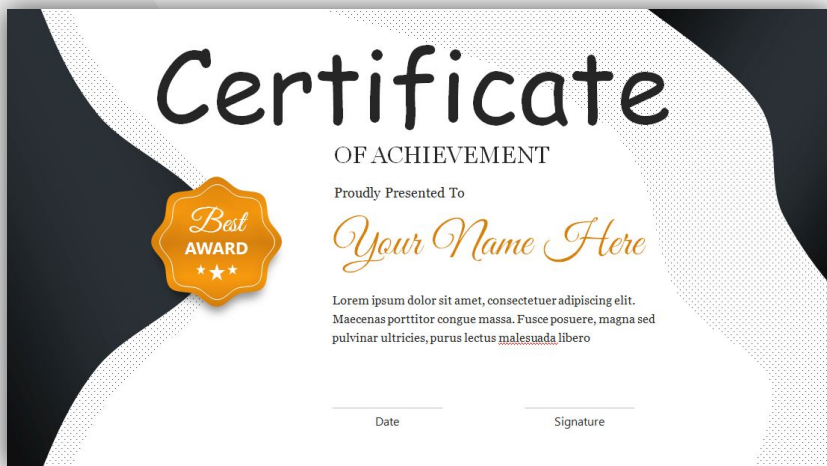 Certificate
OF ACHIEVEMENT
Proudly Presented To
Best
AWARD
Your Name Here
Lorem ipsum dolor sit amet, consectetuer adipiscing elit.
Maecenas porttitor congue massa. Fusce posuere, magna sed
pulvinar ultricies, purus lectus malesuada libero
Date
Signature